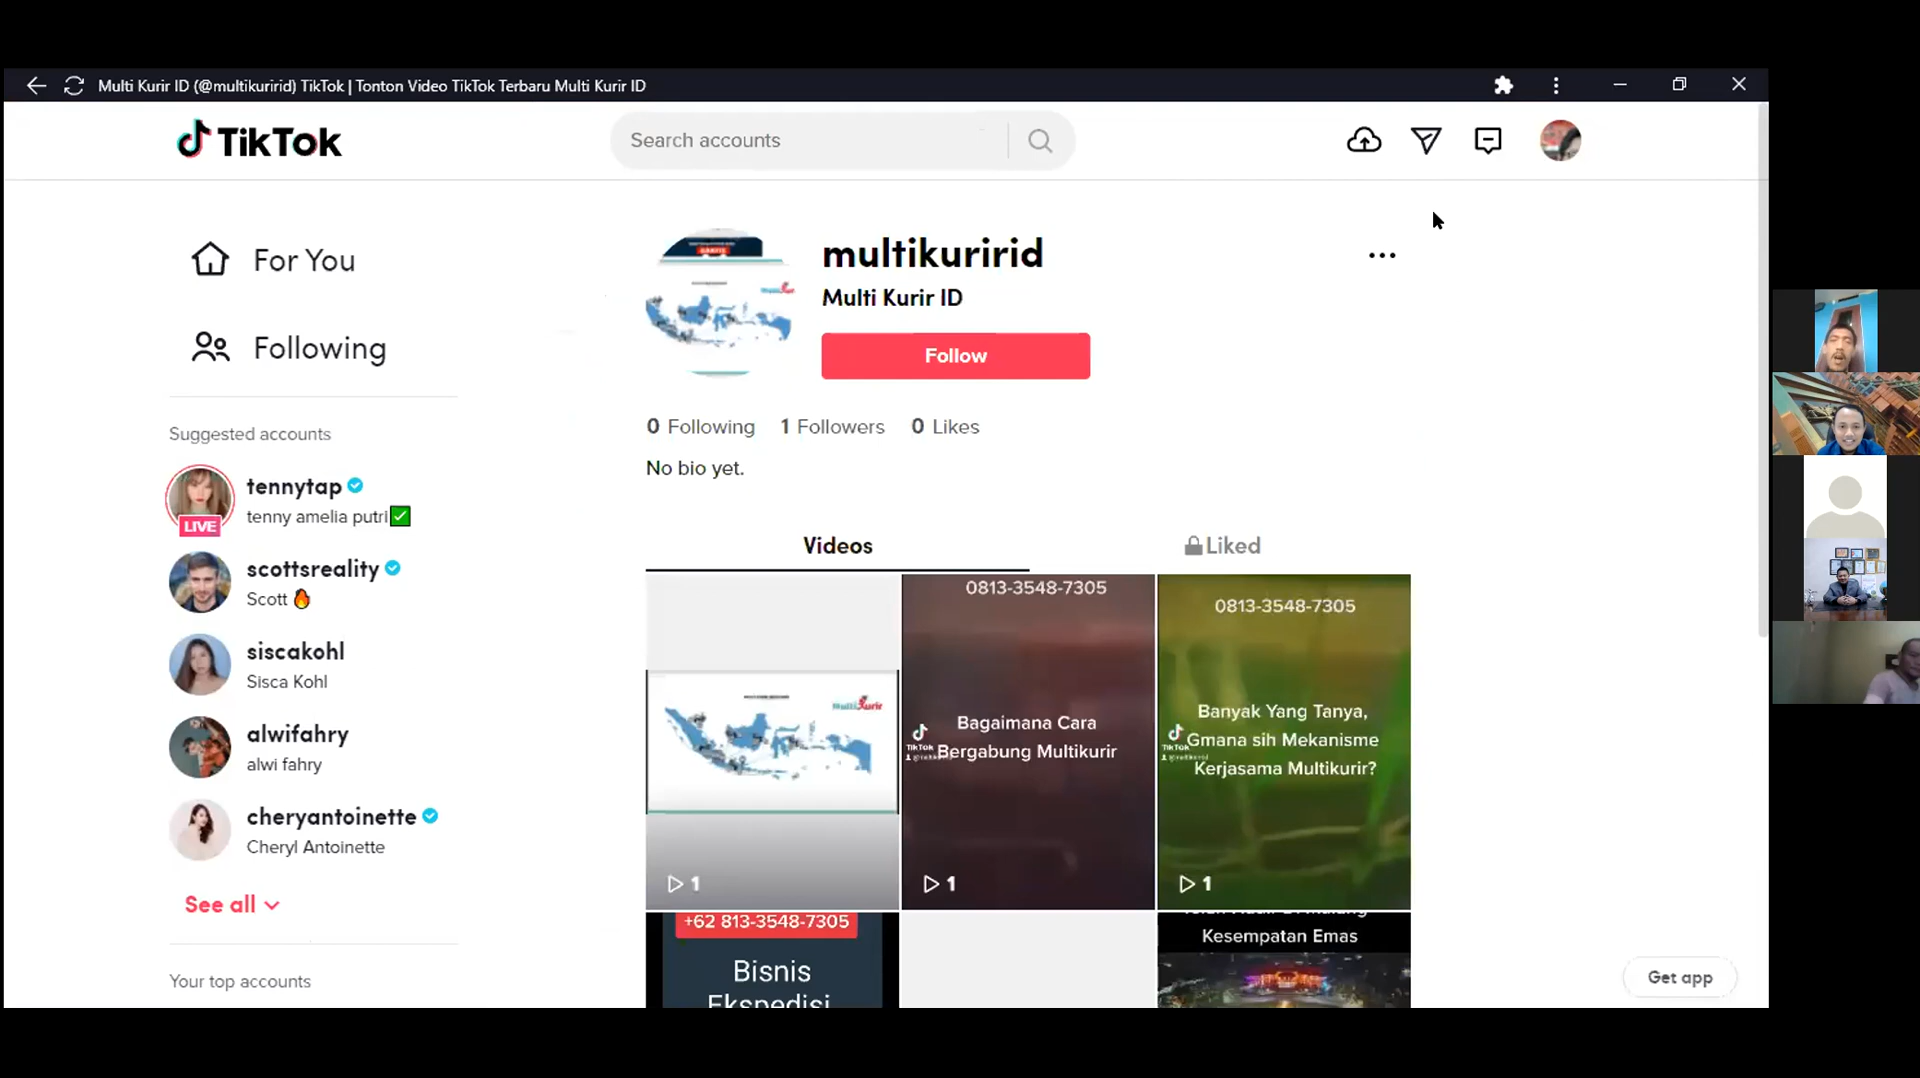 Multi Kurir ID (@multikuririd) TikTok | Tonton Video TikTok Terbaru Multi Kurir ID
TikTok
Search accounts
For You
Following
Suggested accounts
tennytap
tenny amelia putri
LIVE
scottsreality
Scott
siscakohl
Sisca Kohl
alwifahry
alwi fahry
cheryantoinette
Cheryl Antoinette
See all
Your top accounts
multikuririd
Multi Kurir ID
Follow
0 Following 1 Followers 0 Likes
No bio yet.
Videos
Liked
MultiKurir
1
0813-3548-7305
Bagaimana Cara
Bergabung Multikurir
TikTok
1
0813-3548-7305
Banyak Yang Tanya,
Gmana sih Mekanisme
Kerjasama Multikurir?
TikTok
1
+62 813-3548-7305
Bisnis
Ekspedisi
Kesempatan Emas
Get app